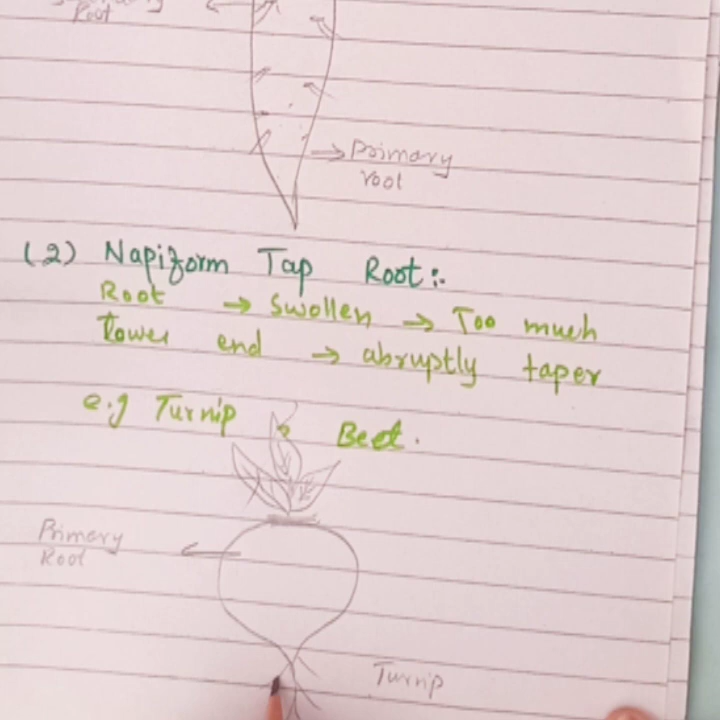 Root
Primary
root
(2) Napiform Tap Root:-
Root → Swollen → Too much
Lower end → abruptly taper
e.g Turnip, Beet.
Primary
Root
Turnip